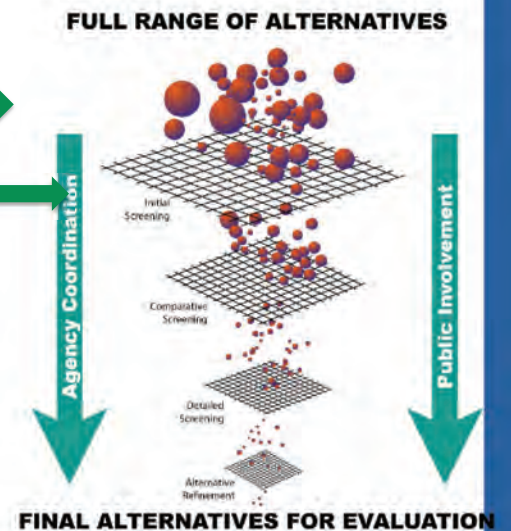 FULL RANGE OF ALTERNATIVES
Agency Coordination
Public Involvement
Initial
Screening
Comparative
Screening
Detailed
Screening
Alternative
Refinement
FINAL ALTERNATIVES FOR EVALUATION